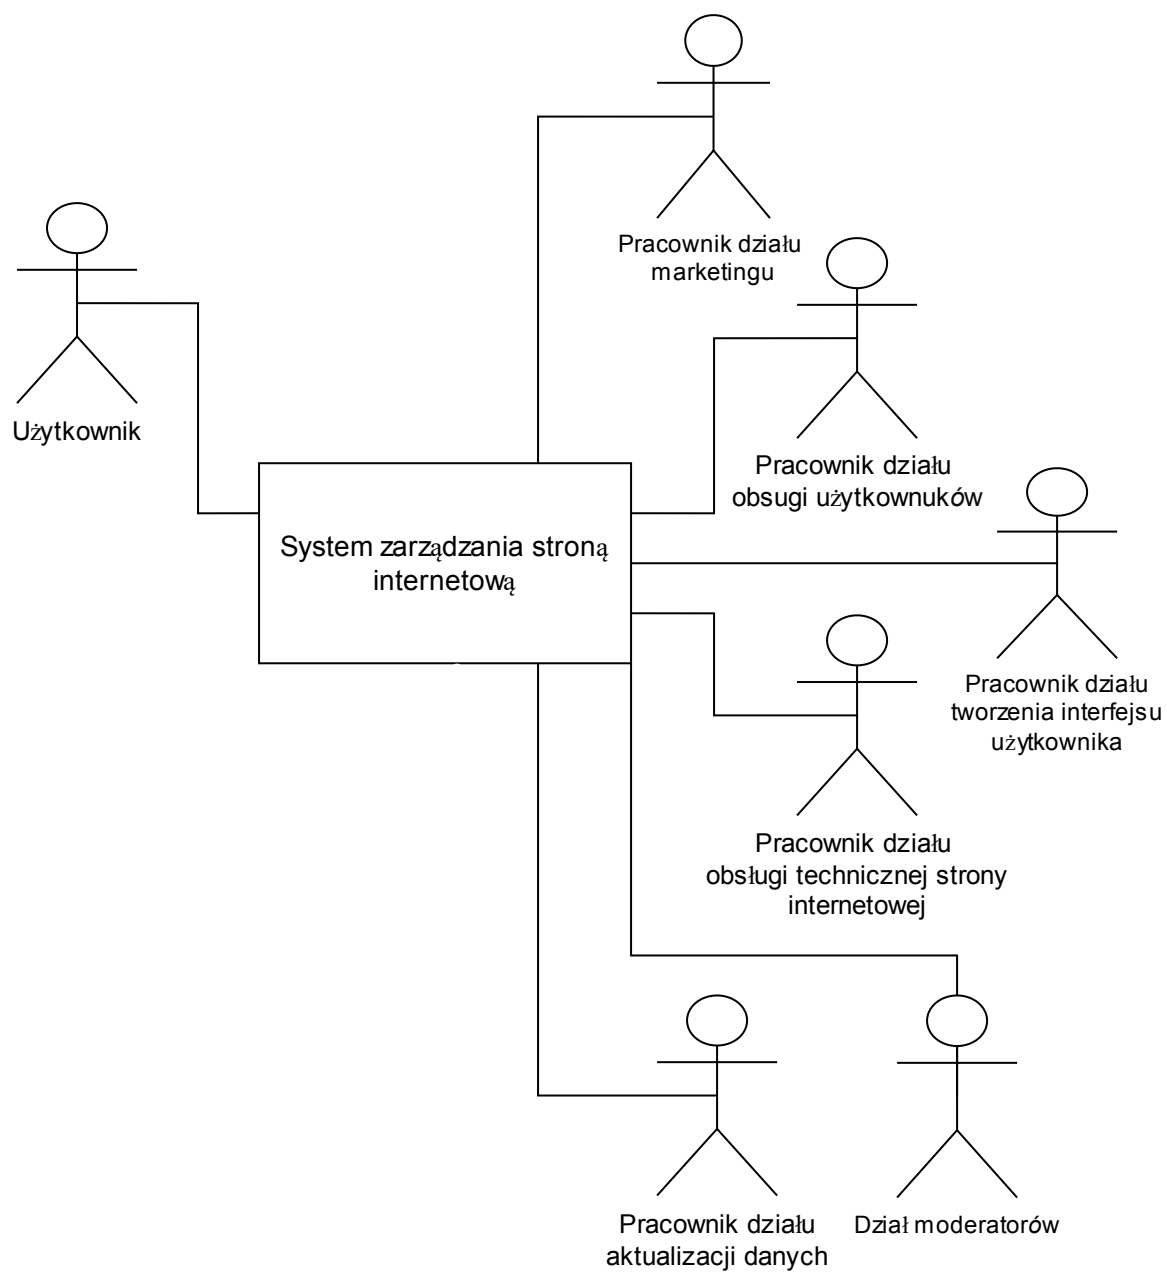 Pracownik działu
marketingu
Użytkownik
Pracownik działu
obsugi użytkownuków
System zarządzania stroną
internetową
Pracownik działu
tworzenia interfejsu
użytkownika
Pracownik działu
obsługi technicznej strony
internetowej
Pracownik działu
aktualizacji danych
Dział moderatorów